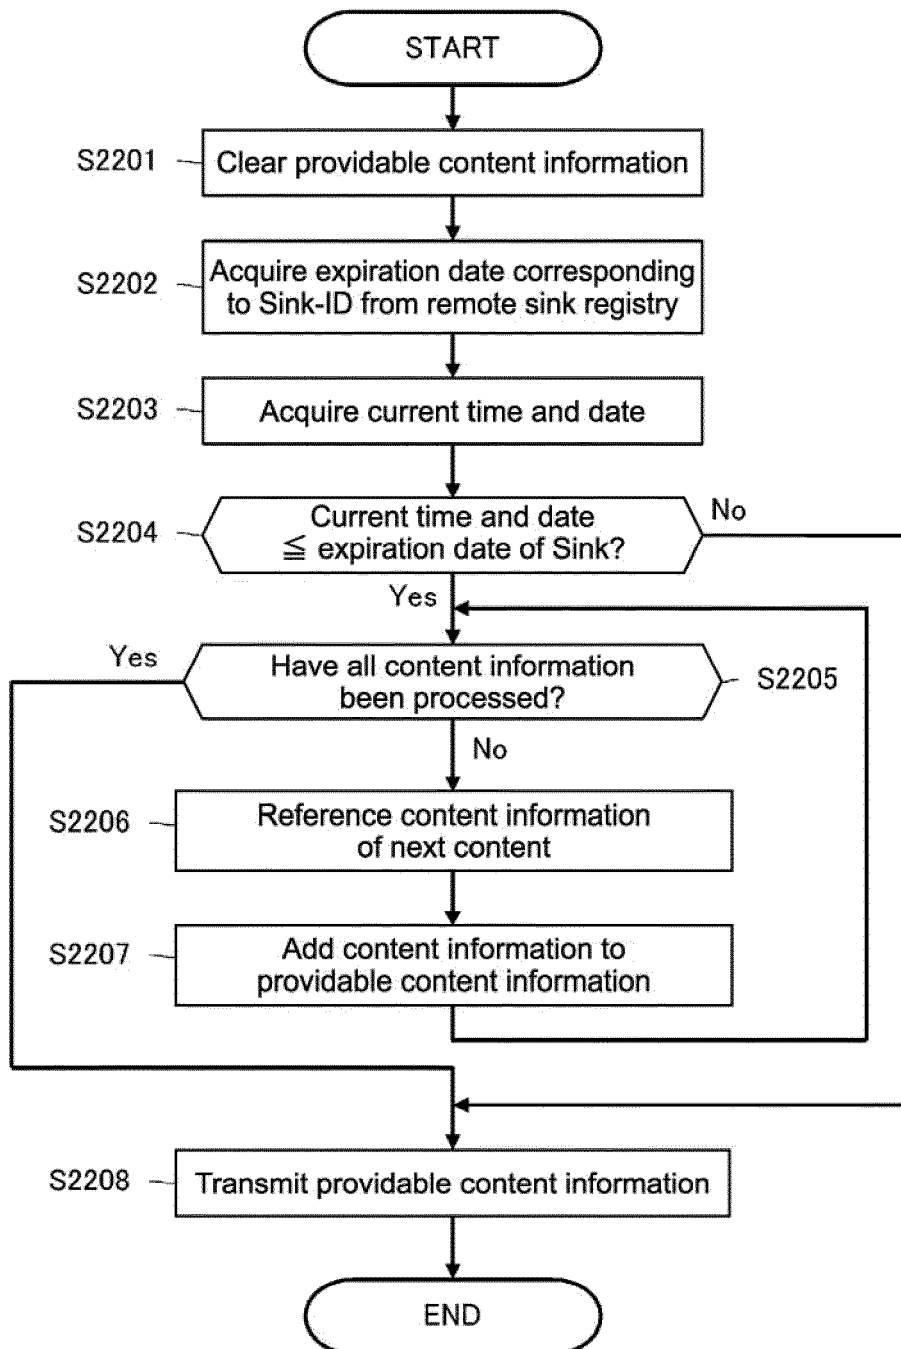 START
S2201
Clear providable content information
S2202
Acquire expiration date corresponding
to Sink-ID from remote sink registry
S2203
Acquire current time and date
S2204
Current time and date
≦ expiration date of Sink?
No
Yes
Yes
Have all content information
been processed?
S2205
No
S2206
Reference content information
of next content
S2207
Add content information to
providable content information
S2208
Transmit providable content information
END